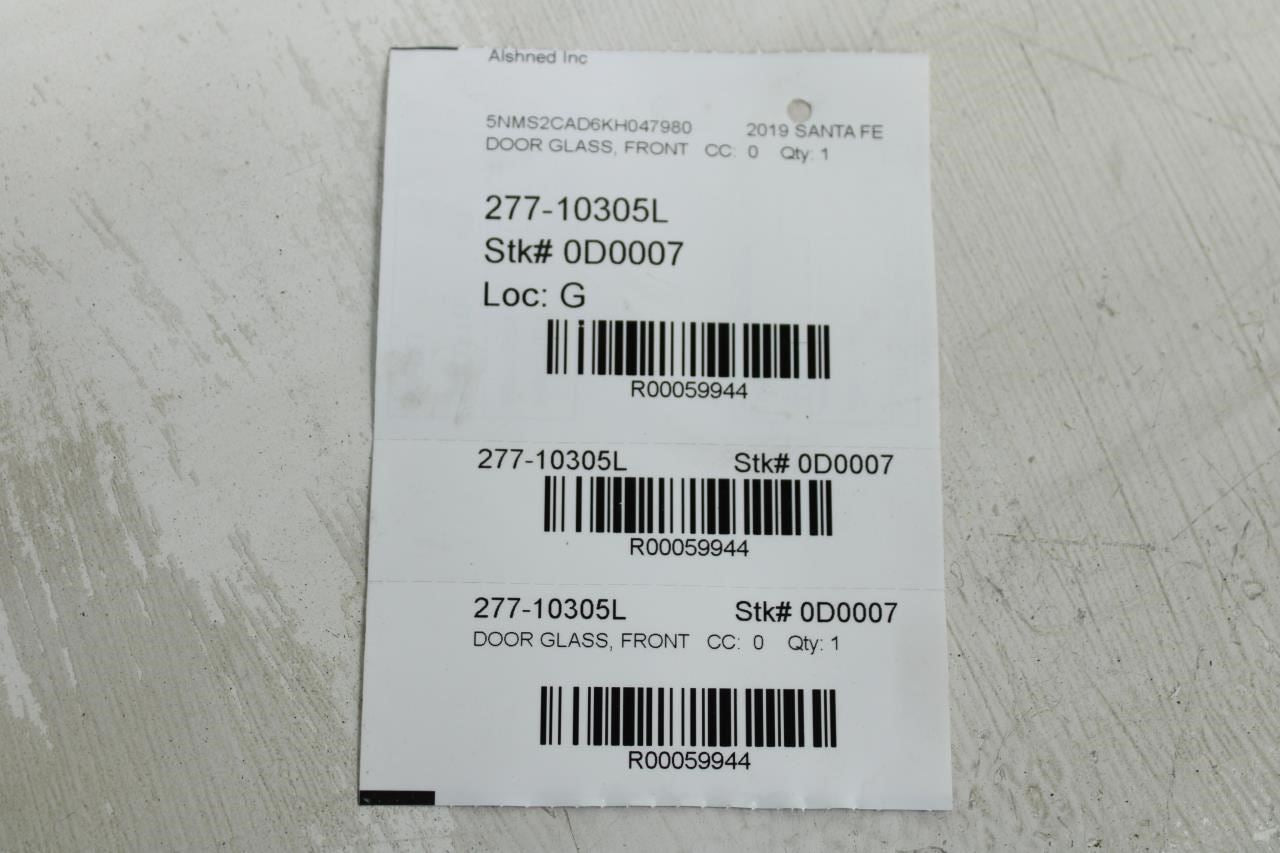 Alshned Inc
5NMS2CAD6KH047980 2019 SANTA FE
DOOR GLASS, FRONT CC: 0 Qty: 1
277-10305L
Stk# 0D0007
Loc: G
R00059944
277-10305L Stk# 0D0007
R00059944
277-10305L Stk# 0D0007
DOOR GLASS, FRONT CC: 0 Qty: 1
R00059944